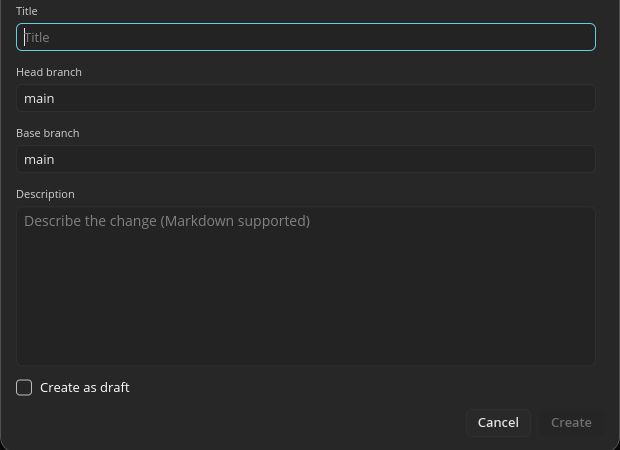 Title
Title
Head branch
main
Base branch
main
Description
Describe the change (Markdown supported)
Create as draft
Cancel Create